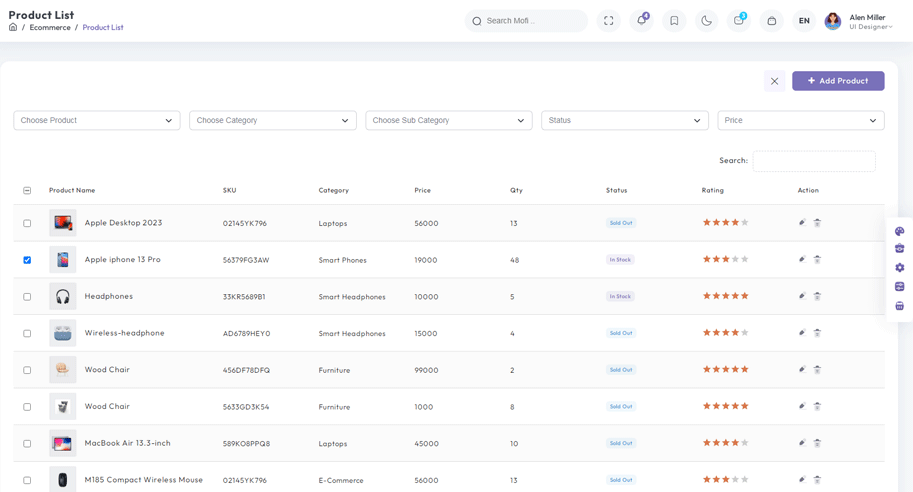 Product List
/ Ecommerce / Product List
Search Mofi ..
4
3
EN
Alen Miller
UI Designer
+ Add Product
Choose Product
Choose Category
Choose Sub Category
Status
Price
Search:
Product Name SKU Category Price Qty Status Rating Action
Apple Desktop 2023 02145YK796 Laptops 56000 13 Sold Out
Apple iphone 13 Pro 56379FG3AW Smart Phones 19000 48 In Stock
Headphones 33KR5689B1 Smart Headphones 10000 5 In Stock
Wireless-headphone AD6789HEY0 Smart Headphones 15000 4 Sold Out
Wood Chair 456DF78DFQ Furniture 99000 2 Sold Out
Wood Chair 5633GD3K54 Furniture 1000 8 Sold Out
MacBook Air 13.3-inch 589KO8PPQ8 Laptops 45000 10 Sold Out
M185 Compact Wireless Mouse 02145YK796 E-Commerce 56000 13 Sold Out